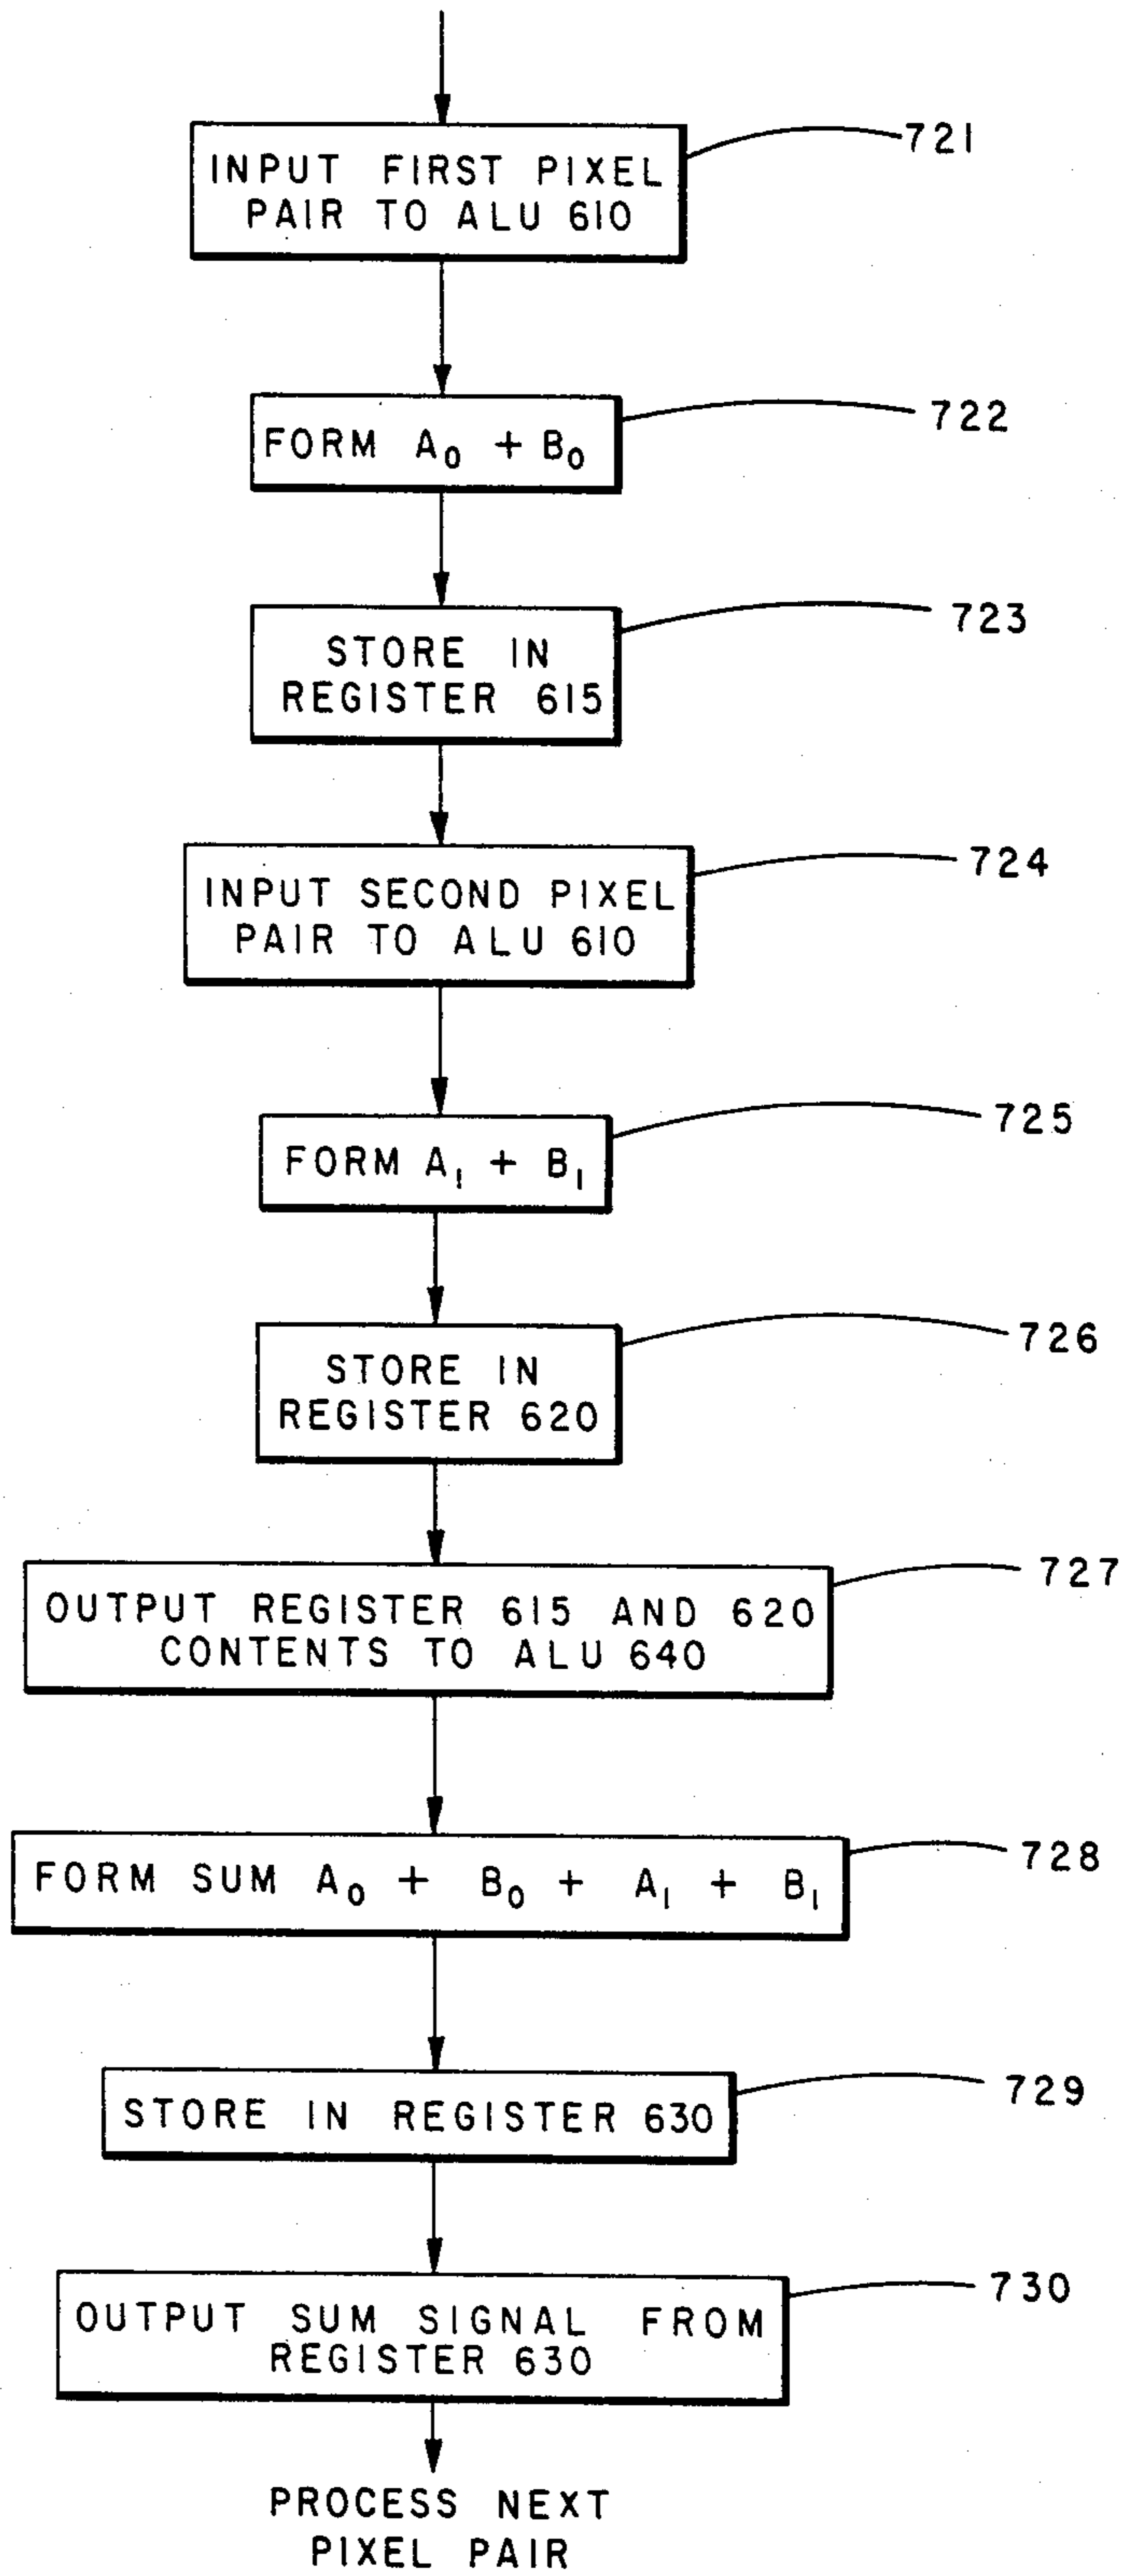 721
INPUT FIRST PIXEL
PAIR TO ALU 610
722
FORM A₀ + B₀
723
STORE IN
REGISTER 615
724
INPUT SECOND PIXEL
PAIR TO ALU 610
725
FORM A₁ + B₁
726
STORE IN
REGISTER 620
727
OUTPUT REGISTER 615 AND 620
CONTENTS TO ALU 640
728
FORM SUM A₀ + B₀ + A₁ + B₁
729
STORE IN REGISTER 630
730
OUTPUT SUM SIGNAL FROM
REGISTER 630
PROCESS NEXT
PIXEL PAIR